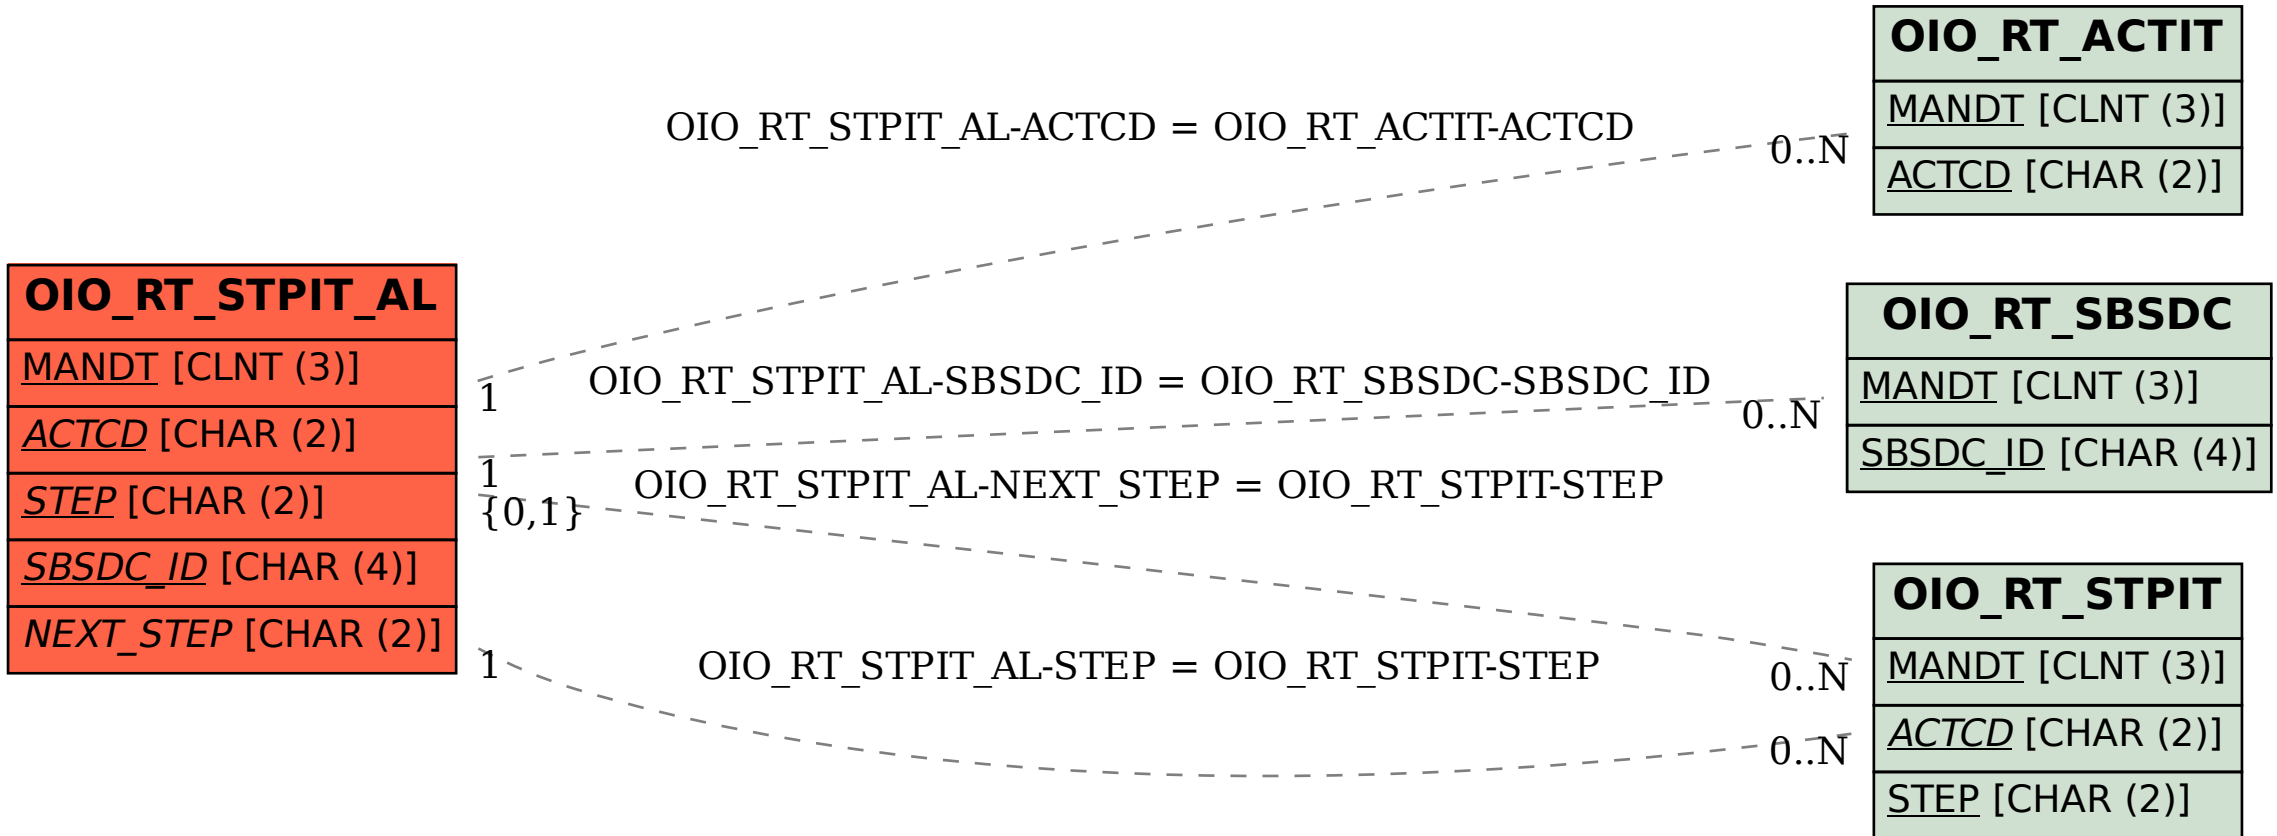 OIO_RT_ACTIT
MANDT [CLNT (3)]
ACTCD [CHAR (2)]
OIO_RT_STPIT_AL-ACTCD = OIO_RT_ACTIT-ACTCD
0..N
1
OIO_RT_STPIT_AL
MANDT [CLNT (3)]
ACTCD [CHAR (2)]
STEP [CHAR (2)]
SBSDC_ID [CHAR (4)]
NEXT_STEP [CHAR (2)]
OIO_RT_SBSDC
MANDT [CLNT (3)]
SBSDC_ID [CHAR (4)]
OIO_RT_STPIT_AL-SBSDC_ID = OIO_RT_SBSDC-SBSDC_ID
0..N
1
OIO_RT_STPIT_AL-NEXT_STEP = OIO_RT_STPIT-STEP
{0,1}
0..N
OIO_RT_STPIT_AL-STEP = OIO_RT_STPIT-STEP
1
0..N
OIO_RT_STPIT
MANDT [CLNT (3)]
ACTCD [CHAR (2)]
STEP [CHAR (2)]